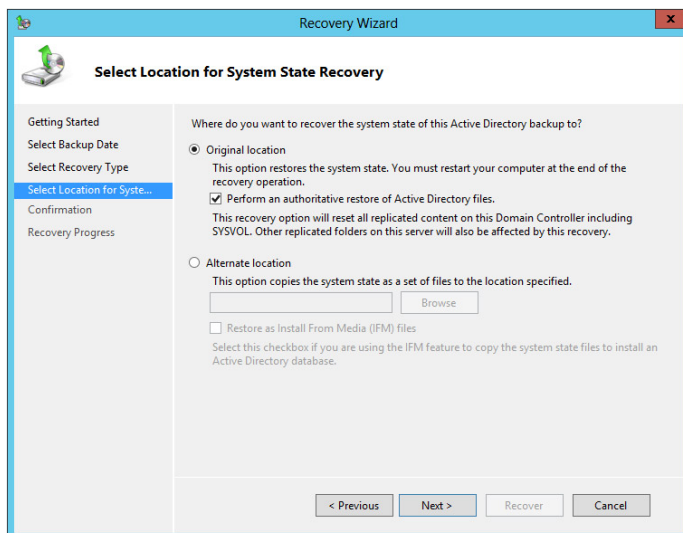 Recovery Wizard
x
Select Location for System State Recovery
Getting Started
Select Backup Date
Select Recovery Type
Select Location for Syste...
Confirmation
Recovery Progress
Where do you want to recover the system state of this Active Directory backup to?
Original location
This option restores the system state. You must restart your computer at the end of the
recovery operation.
Perform an authoritative restore of Active Directory files.
This recovery option will reset all replicated content on this Domain Controller including
SYSVOL. Other replicated folders on this server will also be affected by this recovery.
Alternate location
This option copies the system state as a set of files to the location specified.
Browse
Restore as Install From Media (IFM) files
Select this checkbox if you are using the IFM feature to copy the system state files to install an
Active Directory database.
< Previous
Next >
Recover
Cancel